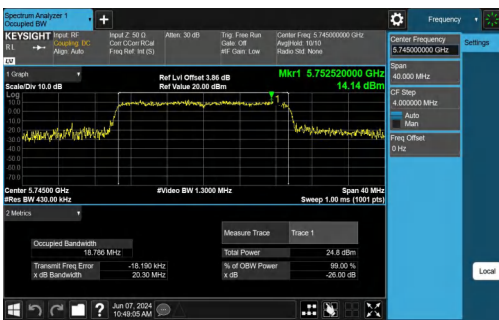 Spectrum Analyzer 1
Occupied BW
Frequency
KEYSIGHT Input: RF Input Z: 50 Ω Atten: 30 dB Trig: Free Run Center Freq: 5.745000000 GHz
RL Coupling: DC Corr CCorr RCal Gate: Off Avg|Hold: 10/10
Align: Auto Freq Ref: Int (S) #IF Gain: Low Radio Std: None
LV
Center Frequency
5.745000000 GHz
Settings
Span
40.000 MHz
CF Step
4.000000 MHz
Auto
Man
Freq Offset
0 Hz
Local
1 Graph
Ref Lvl Offset 3.86 dB
Mkr1 5.752520000 GHz
Scale/Div 10.0 dB Ref Value 20.00 dBm 14.14 dBm
Log
10.0
0.00
-10.0
-20.0
-30.0
-40.0
-50.0
-60.0
-70.0
1
Center 5.74500 GHz #Video BW 1.3000 MHz Span 40 MHz
#Res BW 430.00 kHz Sweep 1.00 ms (1001 pts)
2 Metrics
Measure Trace Trace 1
Occupied Bandwidth
18.786 MHz Total Power 24.8 dBm
Transmit Freq Error -18.190 kHz % of OBW Power 99.00 %
x dB Bandwidth 20.30 MHz x dB -26.00 dB
Jun 07, 2024
10:49:05 AM